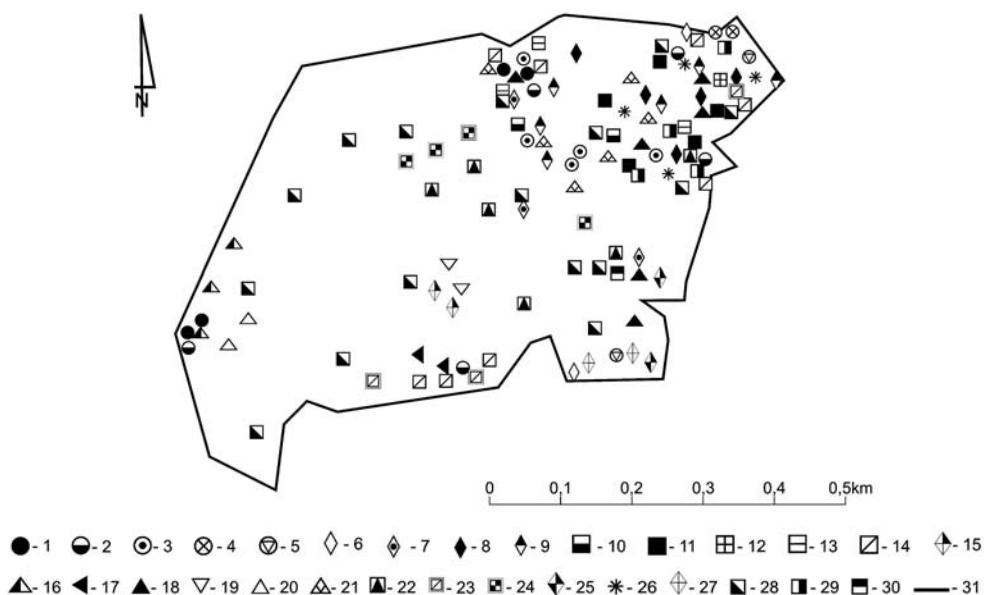 N
0 0,1 0,2 0,3 0,4 0,5km
- 1 - 2 - 3 - 4 - 5 - 6 - 7 - 8 - 9 - 10 - 11 - 12 - 13 - 14 - 15
- 16 - 17 - 18 - 19 - 20 - 21 - 22 - 23 - 24 - 25 - 26 - 27 - 28 - 29 - 30 - 31